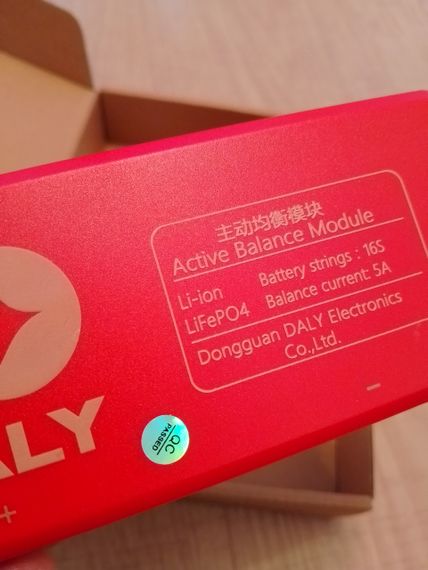 主动均衡模块
Active Balance Module
Li-ion Battery strings : 16S
LiFePO4 Balance current: 5A
Dongguan DALY Electronics
Co.,Ltd.
ALY
QC
PASSED
+